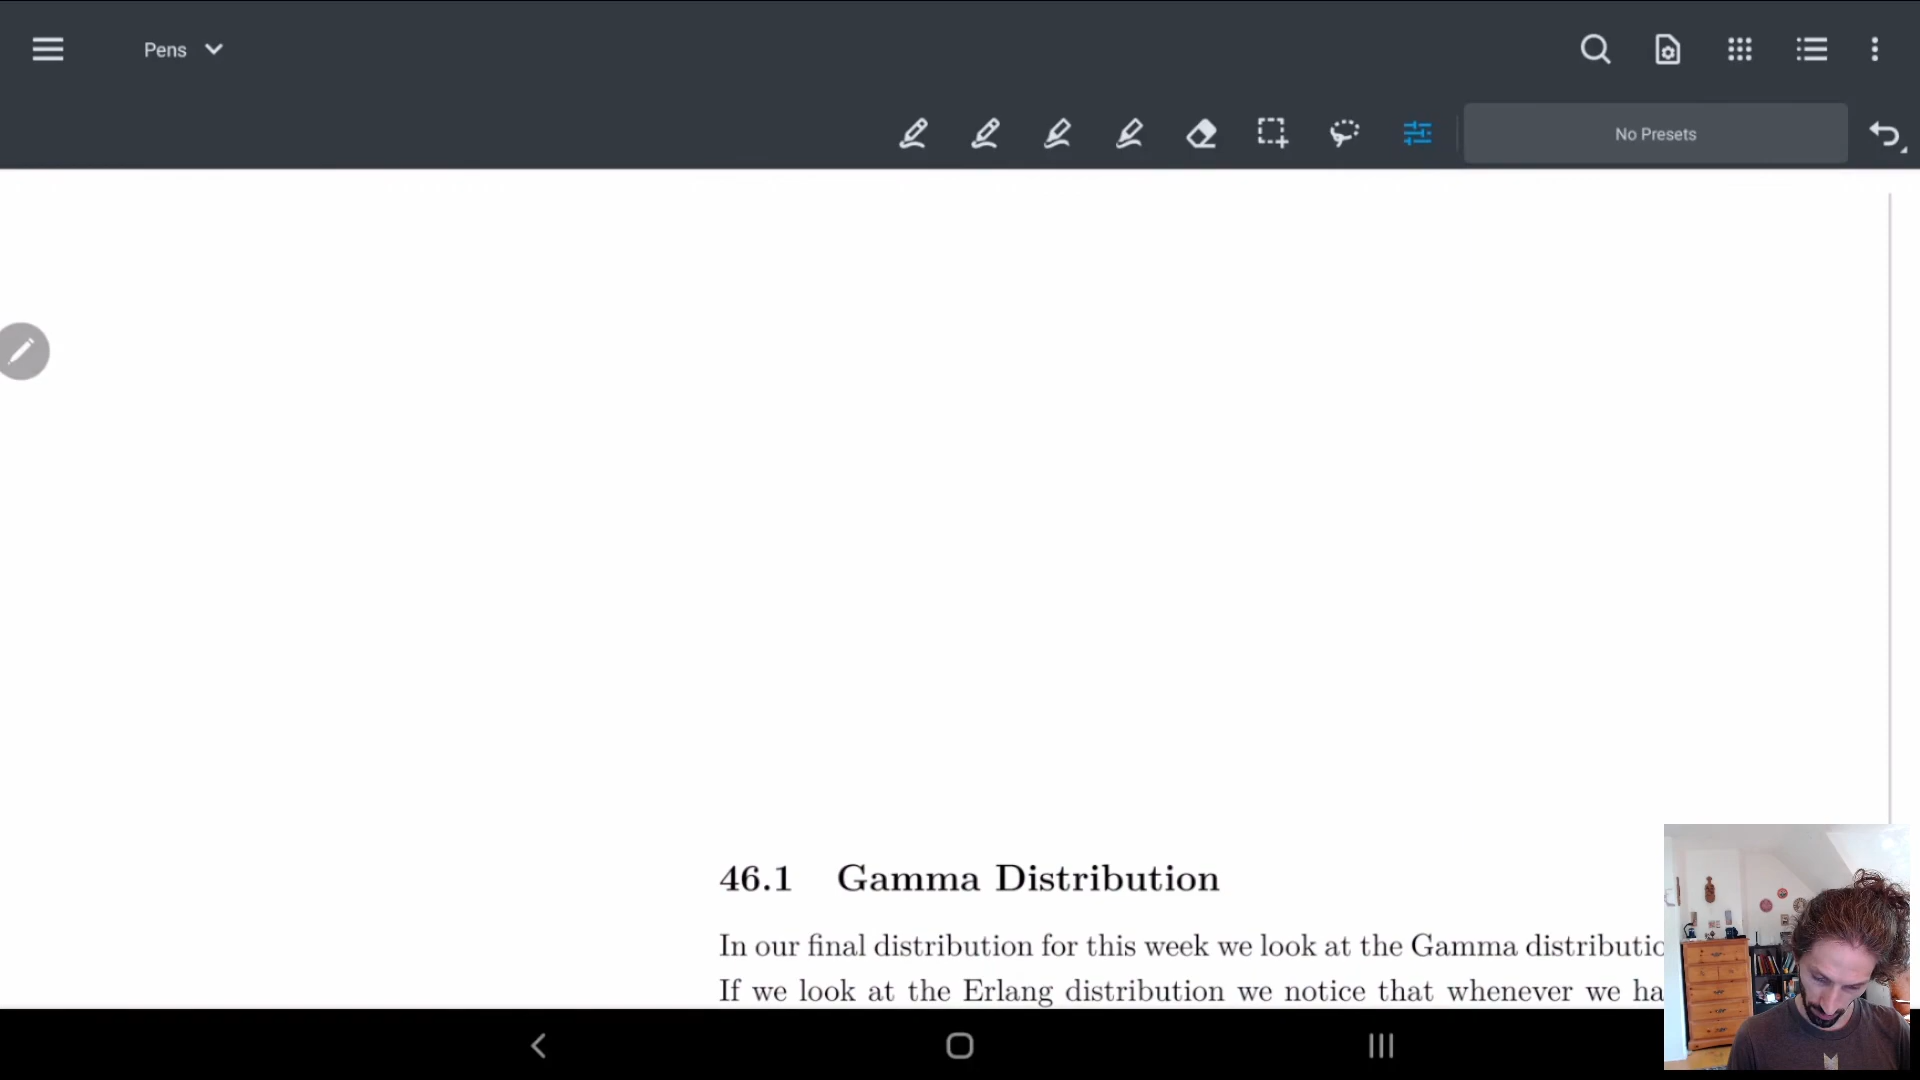 Pens
No Presets
46.1 Gamma Distribution
In our final distribution for this week we look at the Gamma distributio
If we look at the Erlang distribution we notice that whenever we ha